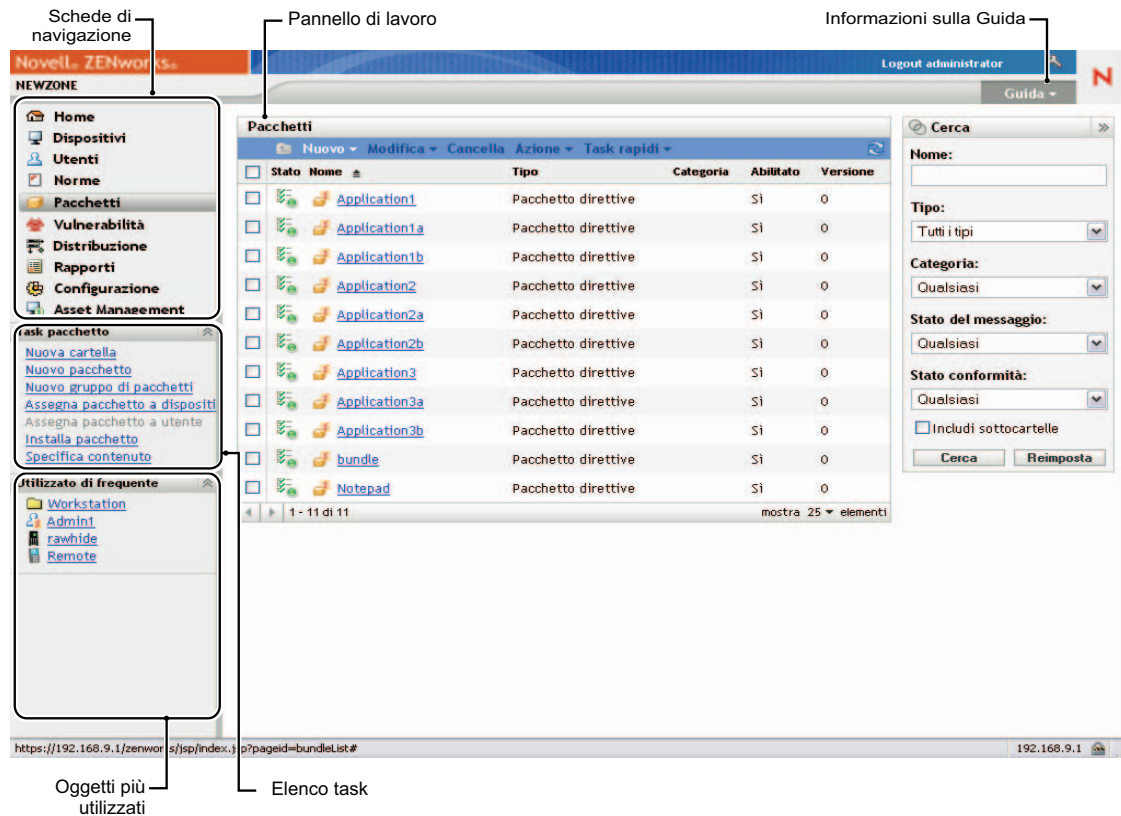 Schede di
navigazione
Pannello di lavoro
Informazioni sulla Guida
Novell® ZENworks®
Logout administrator
NEWZONE
Guida
N
Home
Dispositivi
Utenti
Norme
Pacchetti
Vulnerabilità
Distribuzione
Rapporti
Configurazione
Asset Management
Task pacchetto
Nuova cartella
Nuovo pacchetto
Nuovo gruppo di pacchetti
Assegna pacchetto a dispositi
Assegna pacchetto a utente
Installa pacchetto
Specifica contenuto
Utilizzato di frequente
Workstation
Admin1
rawhide
Remote
Pacchetti
Nuovo Modifica Cancella Azione Task rapidi
Stato Nome Tipo Categoria Abilitato Versione
Application1 Pacchetto direttive Sì 0
Application1a Pacchetto direttive Sì 0
Application1b Pacchetto direttive Sì 0
Application2 Pacchetto direttive Sì 0
Application2a Pacchetto direttive Sì 0
Application2b Pacchetto direttive Sì 0
Application3 Pacchetto direttive Sì 0
Application3a Pacchetto direttive Sì 0
Application3b Pacchetto direttive Sì 0
bundle Pacchetto direttive Sì 0
Notepad Pacchetto direttive Sì 0
1 - 11 di 11 mostra 25 elementi
Cerca »
Nome:
Tipo:
Tutti i tipi
Categoria:
Qualsiasi
Stato del messaggio:
Qualsiasi
Stato conformità:
Qualsiasi
Includi sottocartelle
Cerca Reimposta
https://192.168.9.1/zenworks/jsp/index.jsp?pageid=bundleList#
192.168.9.1
Oggetti più
utilizzati
Elenco task